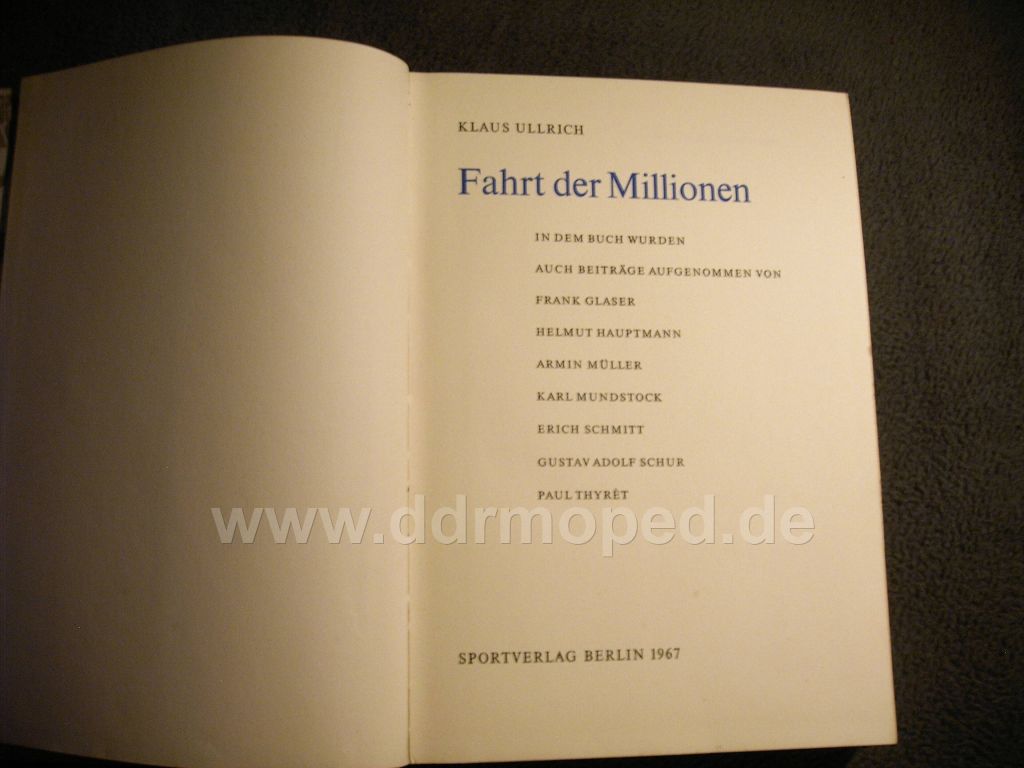 KLAUS ULLRICH
Fahrt der Millionen
IN DEM BUCH WURDEN
AUCH BEITRÄGE AUFGENOMMEN VON
FRANK GLASER
HELMUT HAUPTMANN
ARMIN MÜLLER
KARL MUNDSTOCK
ERICH SCHMITT
GUSTAV ADOLF SCHUR
PAUL THYRÊT
www.ddrmoped.de
SPORTVERLAG BERLIN 1967